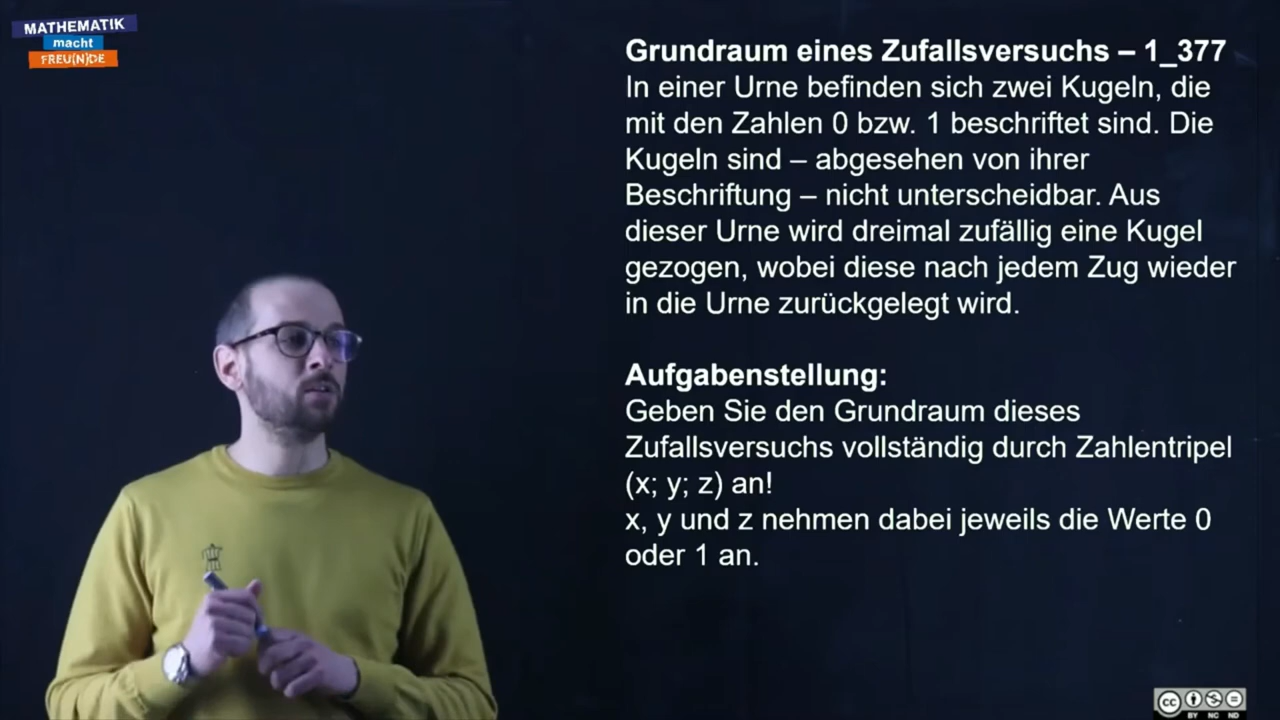 MATHEMATIK
macht
FREU(N)DE
Grundraum eines Zufallsversuchs – 1_377
In einer Urne befinden sich zwei Kugeln, die
mit den Zahlen 0 bzw. 1 beschriftet sind. Die
Kugeln sind – abgesehen von ihrer
Beschriftung – nicht unterscheidbar. Aus
dieser Urne wird dreimal zufällig eine Kugel
gezogen, wobei diese nach jedem Zug wieder
in die Urne zurückgelegt wird.
Aufgabenstellung:
Geben Sie den Grundraum dieses
Zufallsversuchs vollständig durch Zahlentripel
(x; y; z) an!
x, y und z nehmen dabei jeweils die Werte 0
oder 1 an.
cc
BY NC ND